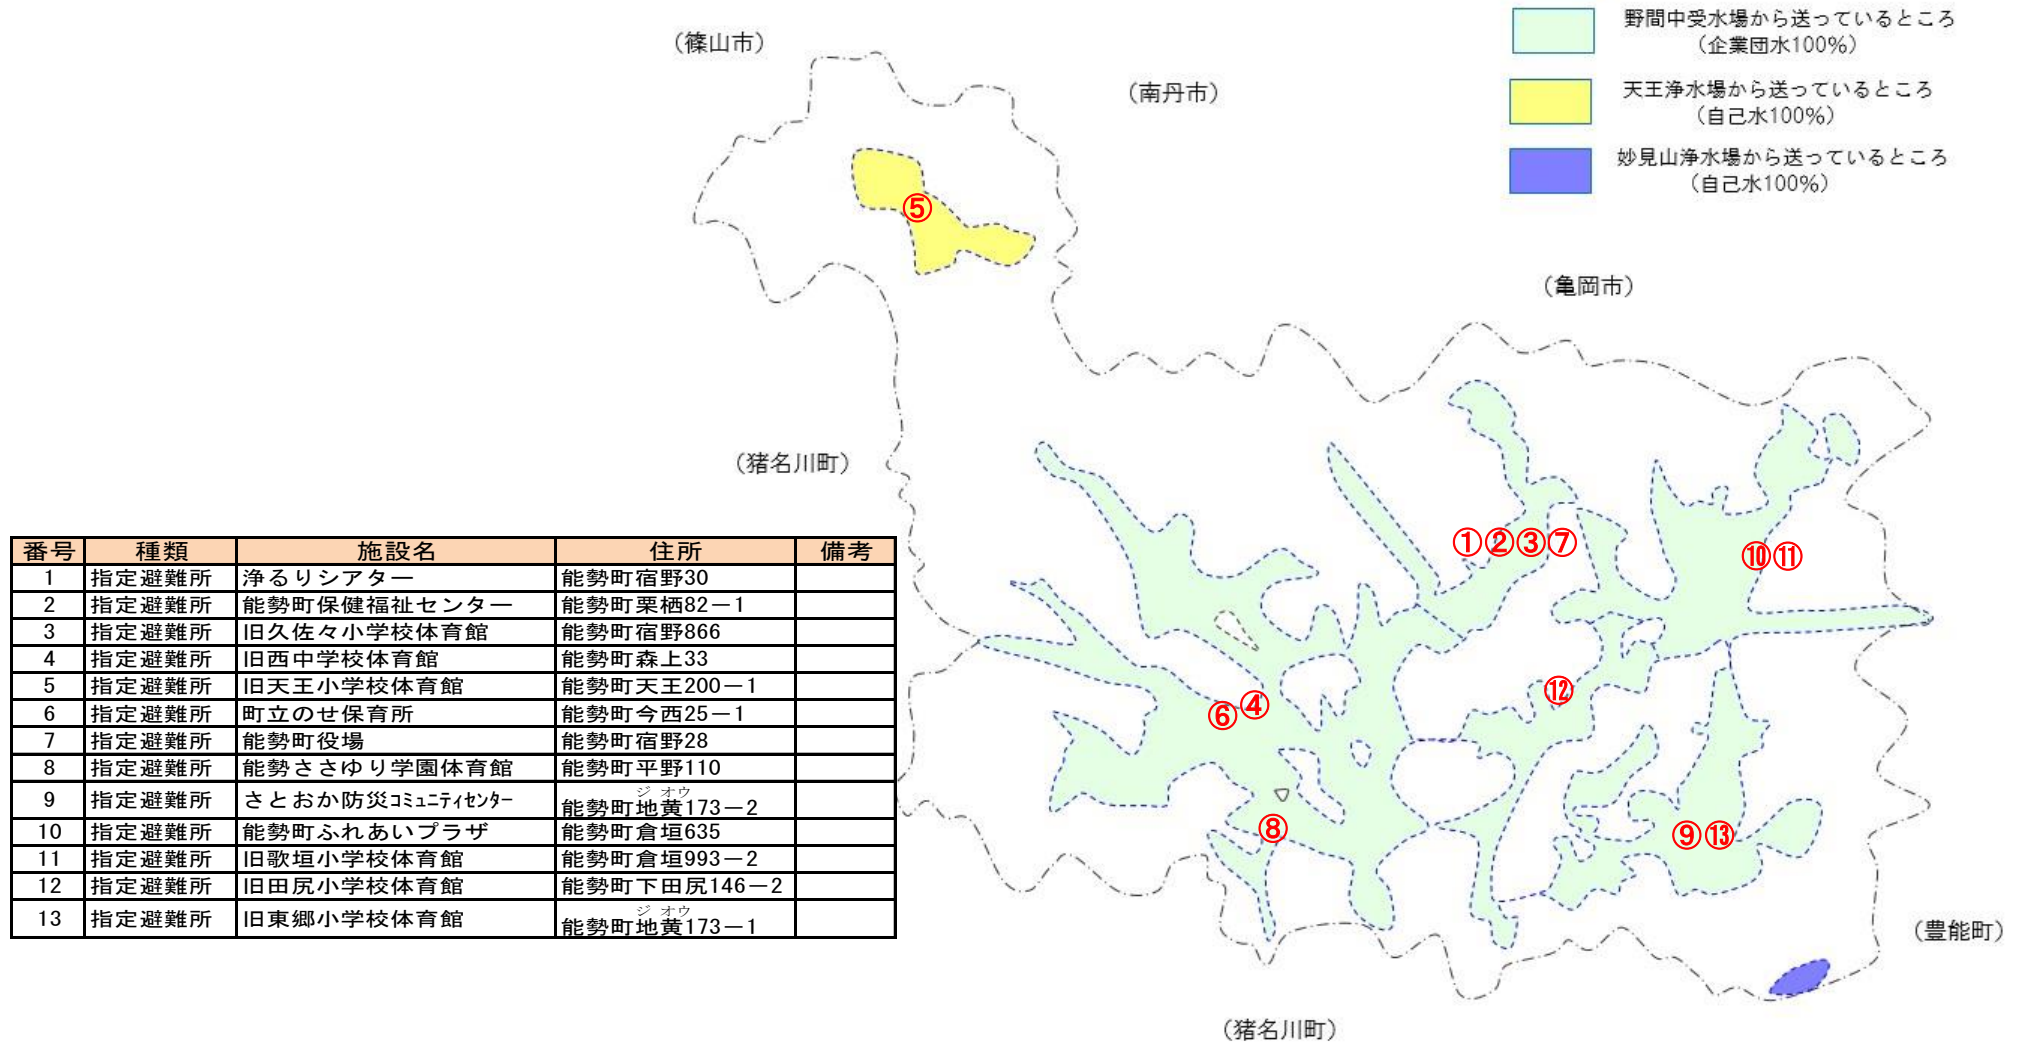 （篠山市）
（南丹市）
野間中受水場から送っているところ
（企業団水100%）
天王浄水場から送っているところ
（自己水100%）
妙見山浄水場から送っているところ
（自己水100%）
⑤
（亀岡市）
（猪名川町）
①②③⑦
⑩⑪
⑫
⑥④
⑧
⑨⑬
（豊能町）
（猪名川町）
番号 種類 施設名 住所 備考
1 指定避難所 浄るりシアター 能勢町宿野30
2 指定避難所 能勢町保健福祉センター 能勢町栗栖82－1
3 指定避難所 旧久佐々小学校体育館 能勢町宿野866
4 指定避難所 旧西中学校体育館 能勢町森上33
5 指定避難所 旧天王小学校体育館 能勢町天王200－1
6 指定避難所 町立のせ保育所 能勢町今西25－1
7 指定避難所 能勢町役場 能勢町宿野28
8 指定避難所 能勢ささゆり学園体育館 能勢町平野110
ジ オウ
9 指定避難所 さとおか防災ｺﾐｭﾆﾃｨｾﾝﾀｰ 能勢町地黄173－2
10 指定避難所 能勢町ふれあいプラザ 能勢町倉垣635
11 指定避難所 旧歌垣小学校体育館 能勢町倉垣993－2
12 指定避難所 旧田尻小学校体育館 能勢町下田尻146－2
ジ オウ
13 指定避難所 旧東郷小学校体育館 能勢町地黄173－1